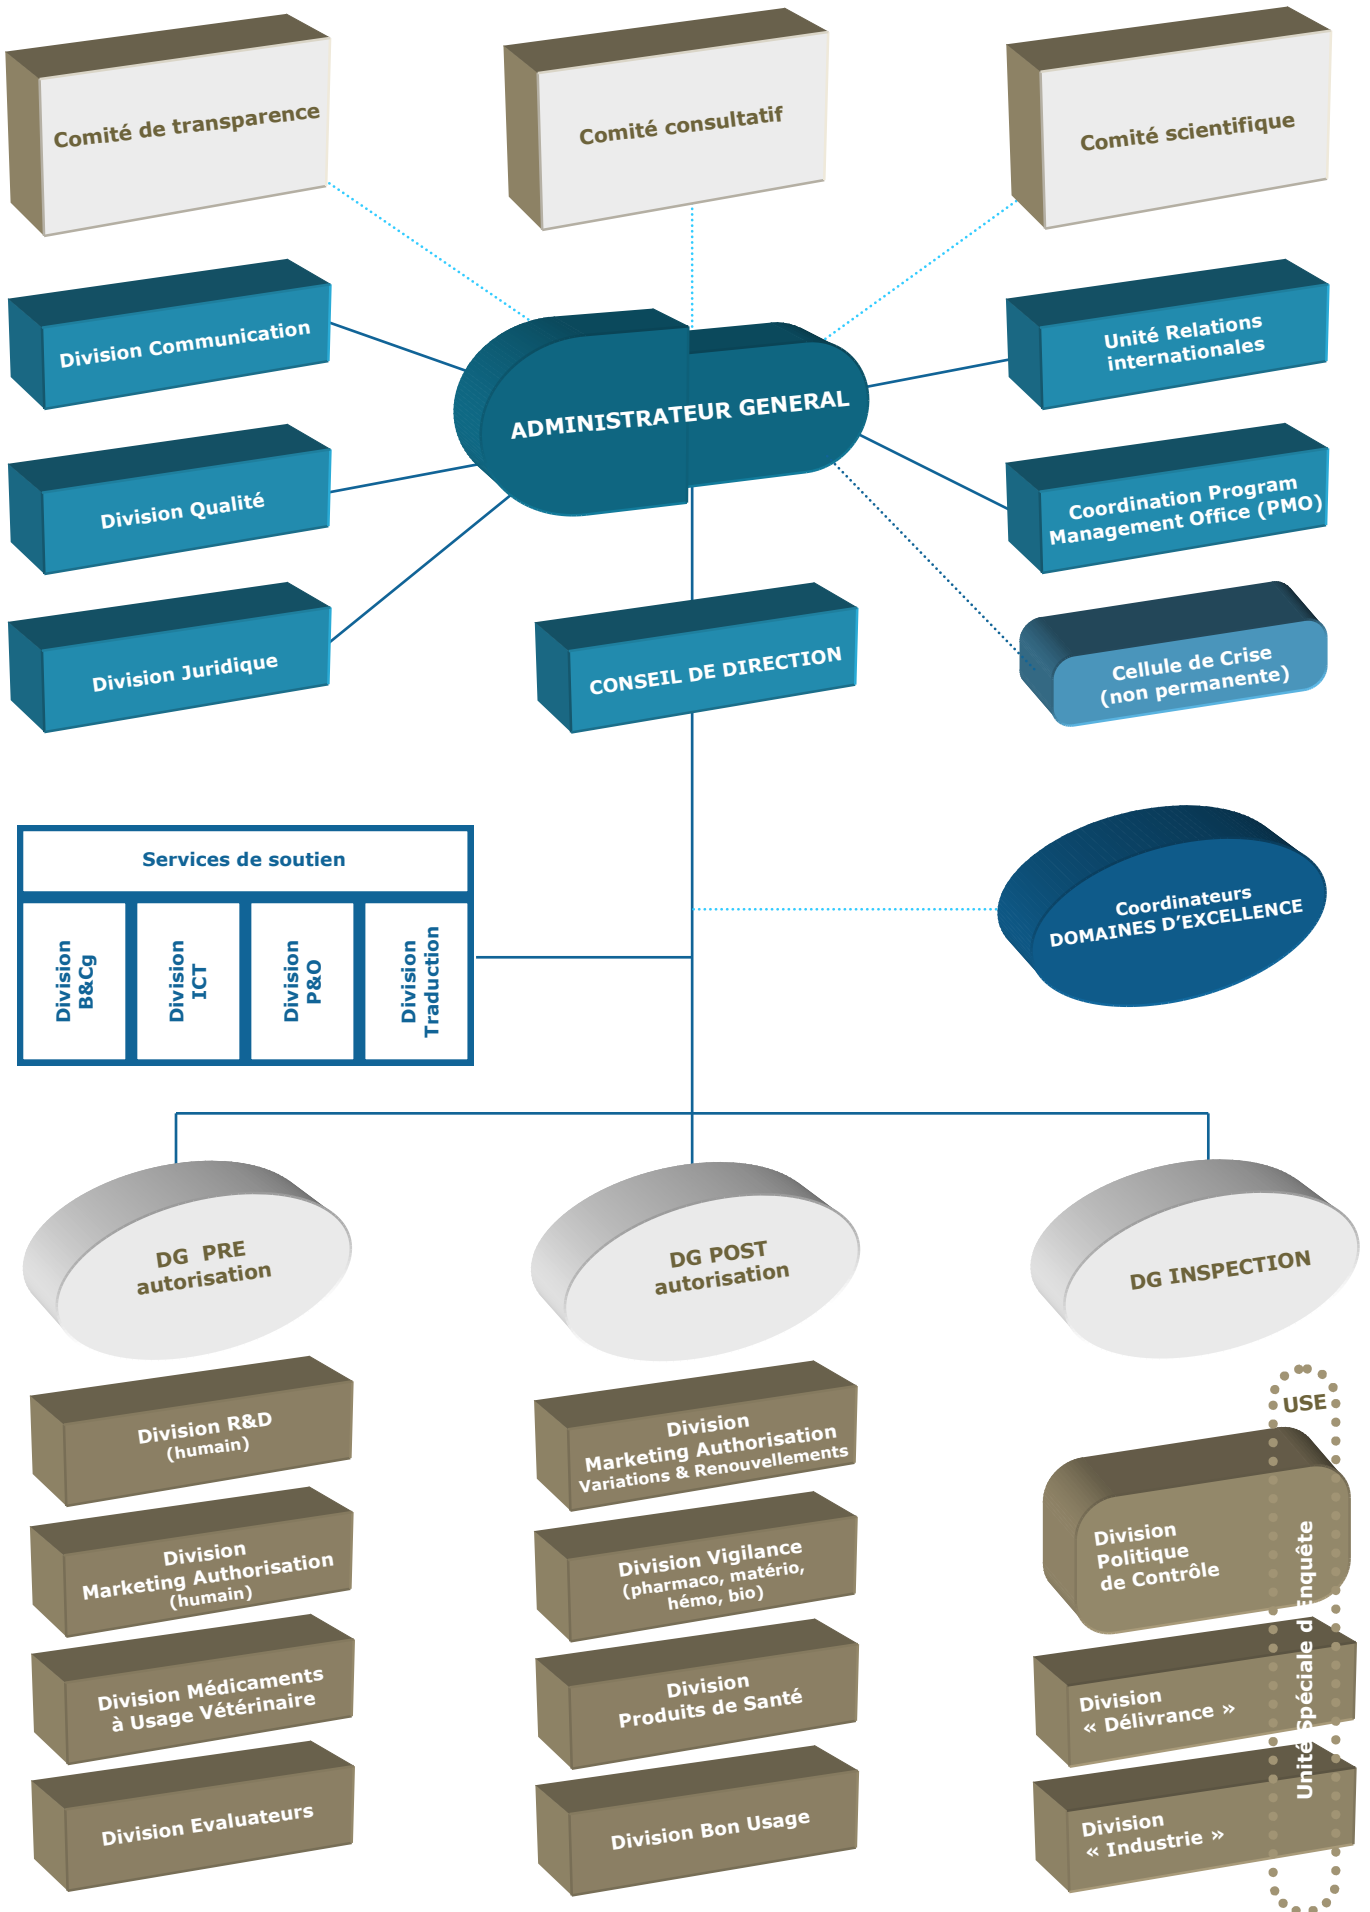 Comité de transparence
Comité consultatif
Comité scientifique
Division Communication
ADMINISTRATEUR GENERAL
Unité Relations
internationales
Division Qualité
Coordination Program
Management Office (PMO)
Division Juridique
CONSEIL DE DIRECTION
Cellule de Crise
(non permanente)
Services de soutien
Division
B&Cg
Division
ICT
Division
P&O
Division
Traduction
Coordinateurs
DOMAINES D’EXCELLENCE
DG PRE
autorisation
DG POST
autorisation
DG INSPECTION
Division R&D
(humain)
Division
Marketing Authorisation
(humain)
Division Médicaments
à Usage Vétérinaire
Division Evaluateurs
Division
Marketing Authorisation
Variations & Renouvellements
Division Vigilance
(pharmaco, matério,
hémo, bio)
Division
Produits de Santé
Division Bon Usage
USE
Division
Politique
de Contrôle
Division
« Délivrance »
Division
« Industrie »
Unité Spéciale d'Enquête